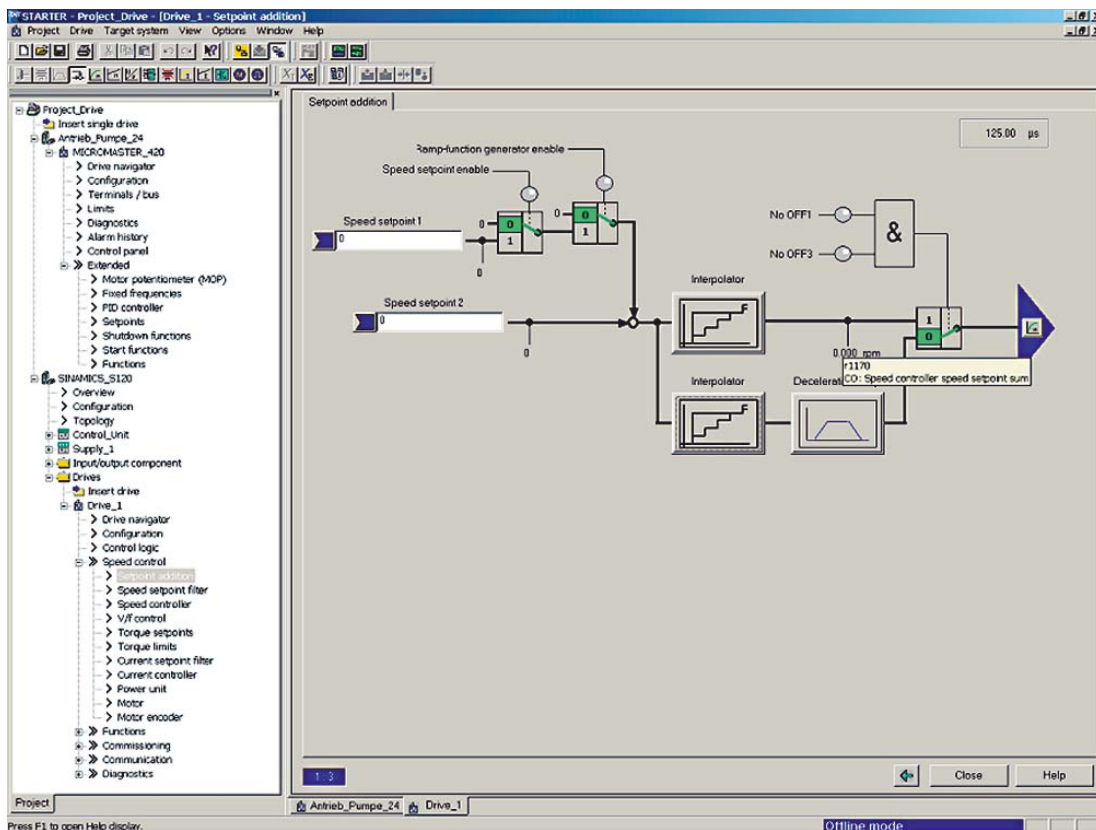 STARTER - Project_Drive - [Drive_1 - Setpoint addition]
Project Drive Target system View Options Window Help
Project_Drive
Insert single drive
Antrieb_Pumpe_24
MICROMASTER_420
Drive navigator
Configuration
Terminals / bus
Limits
Diagnostics
Alarm history
Control panel
Extended
Motor potentiometer (MOP)
Fixed frequencies
PID controller
Setpoints
Shutdown functions
Start functions
Functions
SINAMICS_S120
Overview
Configuration
Topology
Control_Unit
Supply_1
Input/output component
Drives
Insert drive
Drive_1
Drive navigator
Configuration
Control logic
Speed control
Setpoint addition
Speed setpoint filter
Speed controller
V/f control
Torque setpoints
Torque limits
Current setpoint filter
Current controller
Power unit
Motor
Motor encoder
Functions
Commissioning
Communication
Diagnostics
Project
Setpoint addition
125.00 µs
Ramp-function generator enable
Speed setpoint enable
0 0
1
0 0
1
Speed setpoint 1
0
0
Speed setpoint 2
0
0
No OFF1
No OFF3
&
Interpolator
1
0
0.000 rpm
r1170
CO: Speed controller speed setpoint sum
Interpolator
Decelerat
1 : 3
Close
Help
Antrieb_Pumpe_24
Drive_1
Press F1 to open Help display.
Offline mode